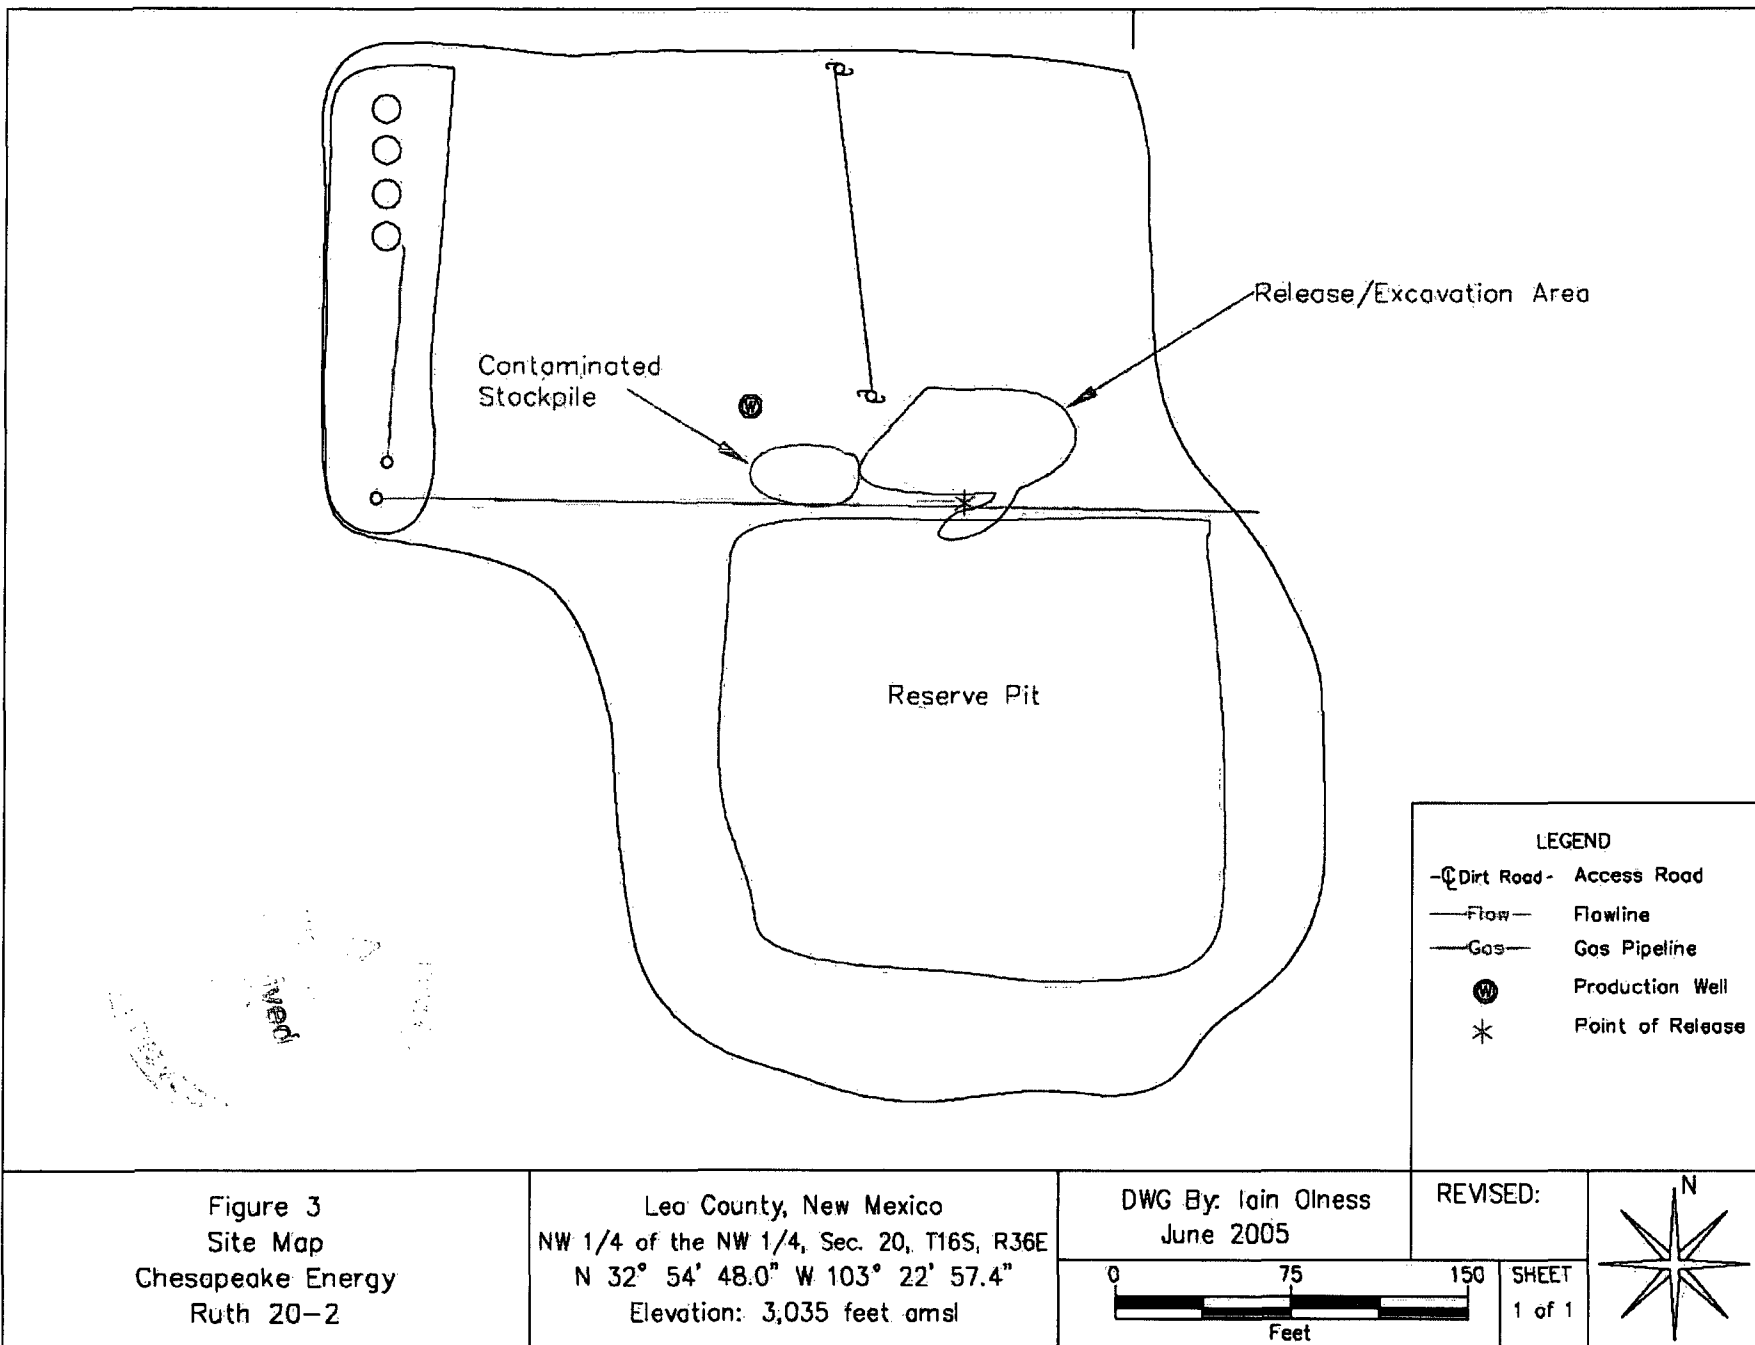 Release/Excavation Area
Contaminated
Stockpile
W
Reserve Pit
LEGEND
-℄ Dirt Road- Access Road
Flow Flowline
Gas Gas Pipeline
W Production Well
Point of Release
Figure 3
Site Map
Chesapeake Energy
Ruth 20-2
Lea County, New Mexico
NW 1/4 of the NW 1/4, Sec. 20, T16S, R36E
N 32° 54' 48.0" W 103° 22' 57.4"
Elevation: 3,035 feet amsl
DWG By: Iain Olness
June 2005
REVISED:
0 75 150
Feet
SHEET
1 of 1
N